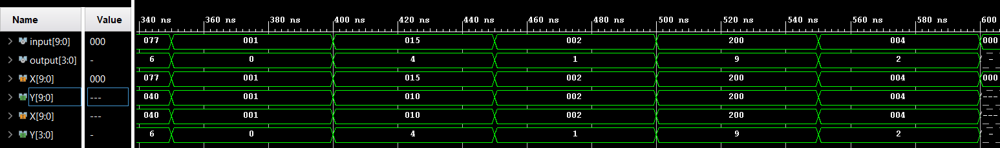 Name Value 340 ns 360 ns 380 ns 400 ns 420 ns 440 ns 460 ns 480 ns 500 ns 520 ns 540 ns 560 ns 580 ns 600
input[9:0] 000 077 001 015 002 200 004 000
output[3:0] - 6 0 4 1 9 2 -
X[9:0] 000 077 001 015 002 200 004 000
Y[9:0] --- 040 001 010 002 200 004 ---
X[9:0] --- 040 001 010 002 200 004 ---
Y[3:0] - 6 0 4 1 9 2 -